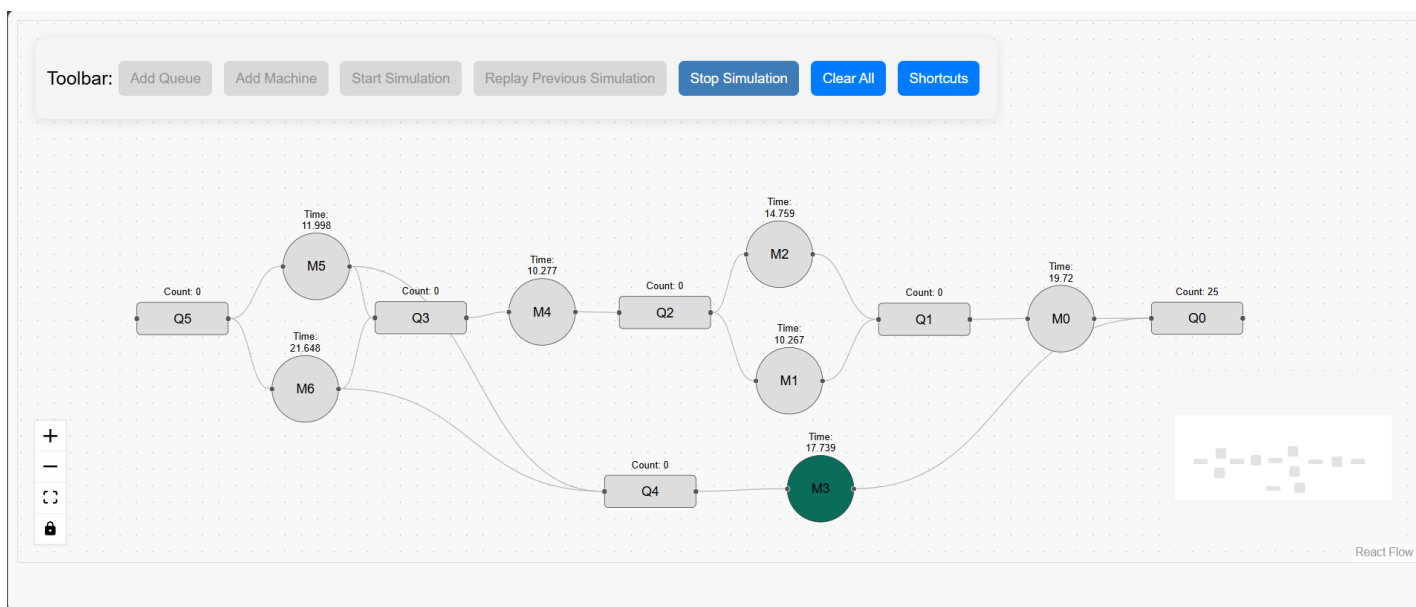 Toolbar: Add Queue Add Machine Start Simulation Replay Previous Simulation Stop Simulation Clear All Shortcuts
Time:
14.759
M2
Time:
11.998
M5
Time:
10.277
M4
Time:
19.72
M0
Count: 0
Q5
Count: 0
Q3
Count: 0
Q2
Count: 0
Q1
Count: 25
Q0
Time:
21.648
M6
Time:
10.267
M1
Time:
17.739
M3
Count: 0
Q4
React Flow